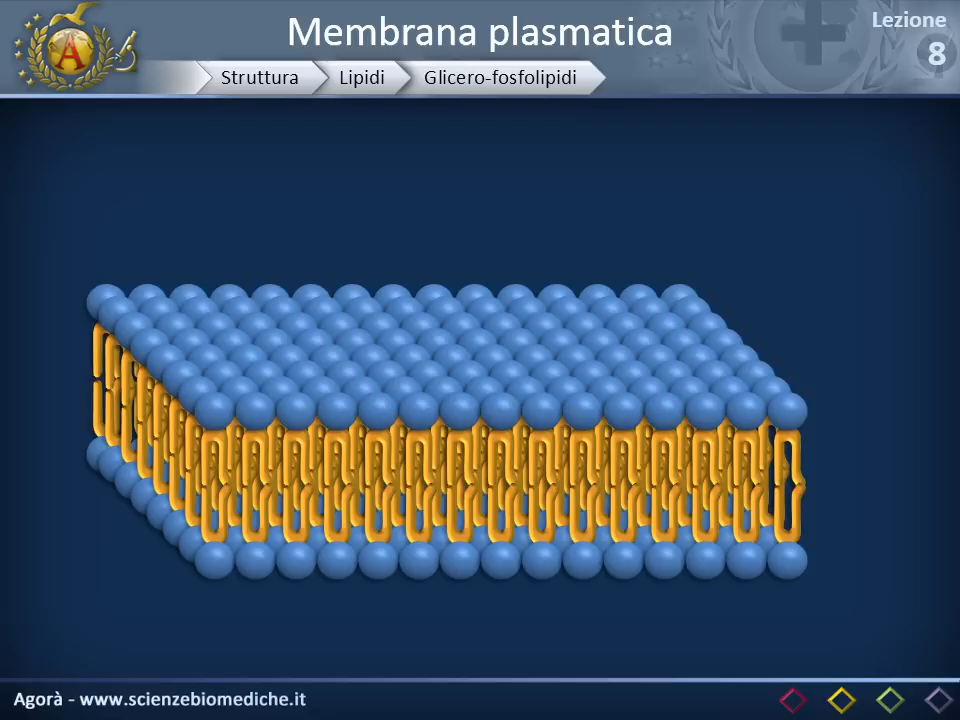 Membrana plasmatica
Lezione
8
A
Struttura
Lipidi
Glicero-fosfolipidi
Agorà - www.scienzebiomediche.it